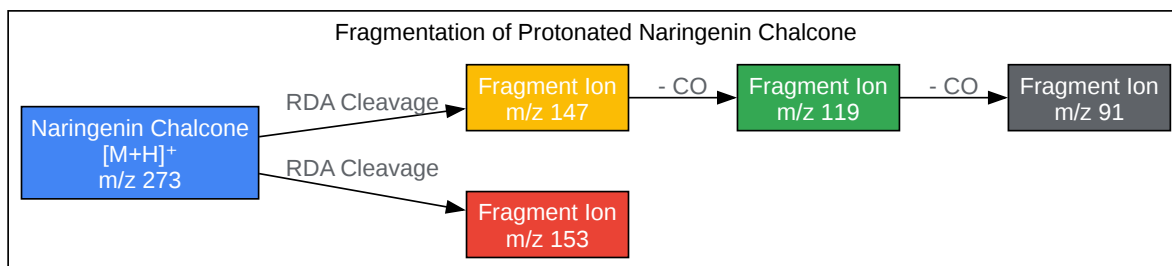 Fragmentation of Protonated Naringenin Chalcone
Naringenin Chalcone
[M+H]⁺
m/z 273
RDA Cleavage
RDA Cleavage
Fragment Ion
m/z 147
- CO
Fragment Ion
m/z 119
- CO
Fragment Ion
m/z 91
Fragment Ion
m/z 153